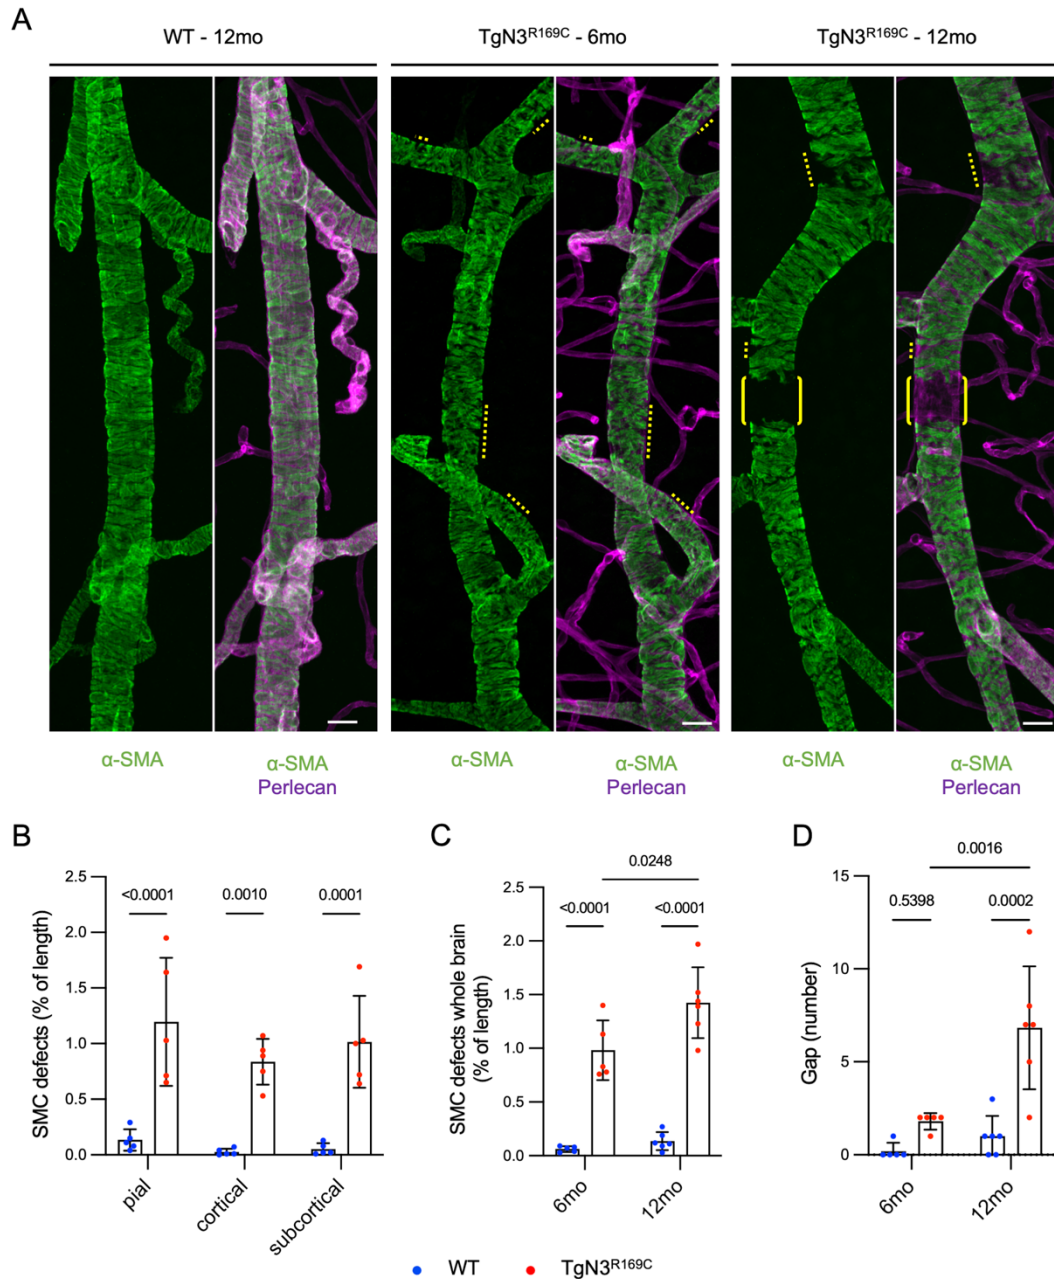 A
WT - 12mo
TgN3R169C - 6mo
TgN3R169C - 12mo
α-SMA
α-SMA
Perlecan
α-SMA
α-SMA
Perlecan
α-SMA
α-SMA
Perlecan
B
SMC defects (% of length)
2.5
2.0
1.5
1.0
0.5
0.0
<0.0001
0.0010
0.0001
pial
cortical
subcortical
C
SMC defects whole brain
(% of length)
2.5
2.0
1.5
1.0
0.5
0.0
0.0248
<0.0001
<0.0001
6mo
12mo
D
Gap (number)
15
10
5
0
0.0016
0.5398
0.0002
6mo
12mo
WT
TgN3R169C